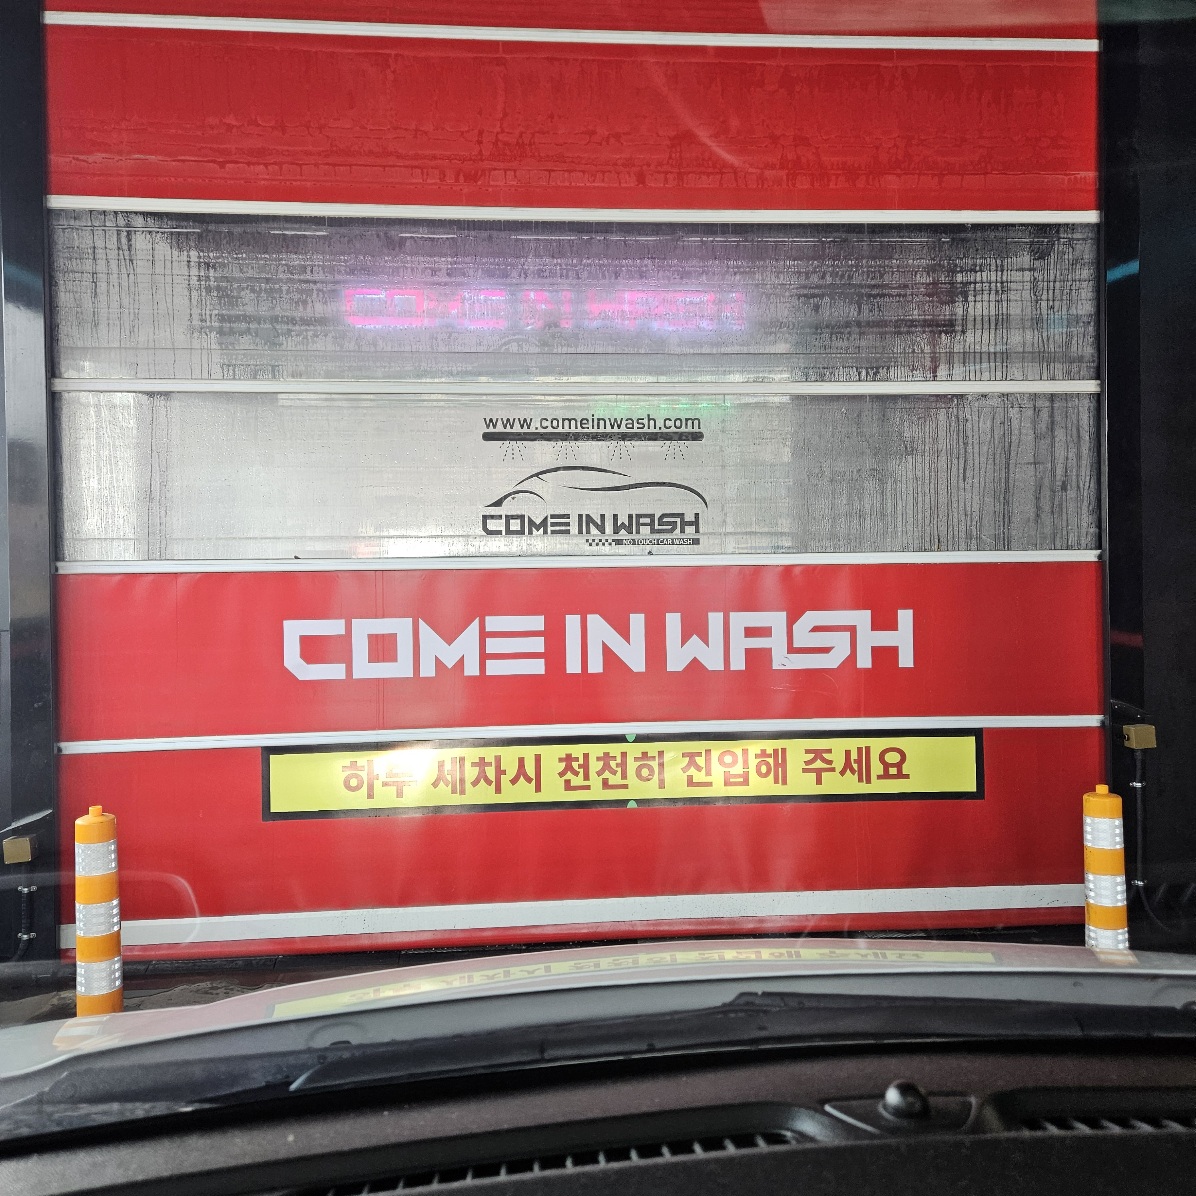 COME IN WASH
www.comeinwash.com
COME IN WASH
NO TOUCH CAR WASH
COME IN WASH
하부 세차시 천천히 진입해 주세요